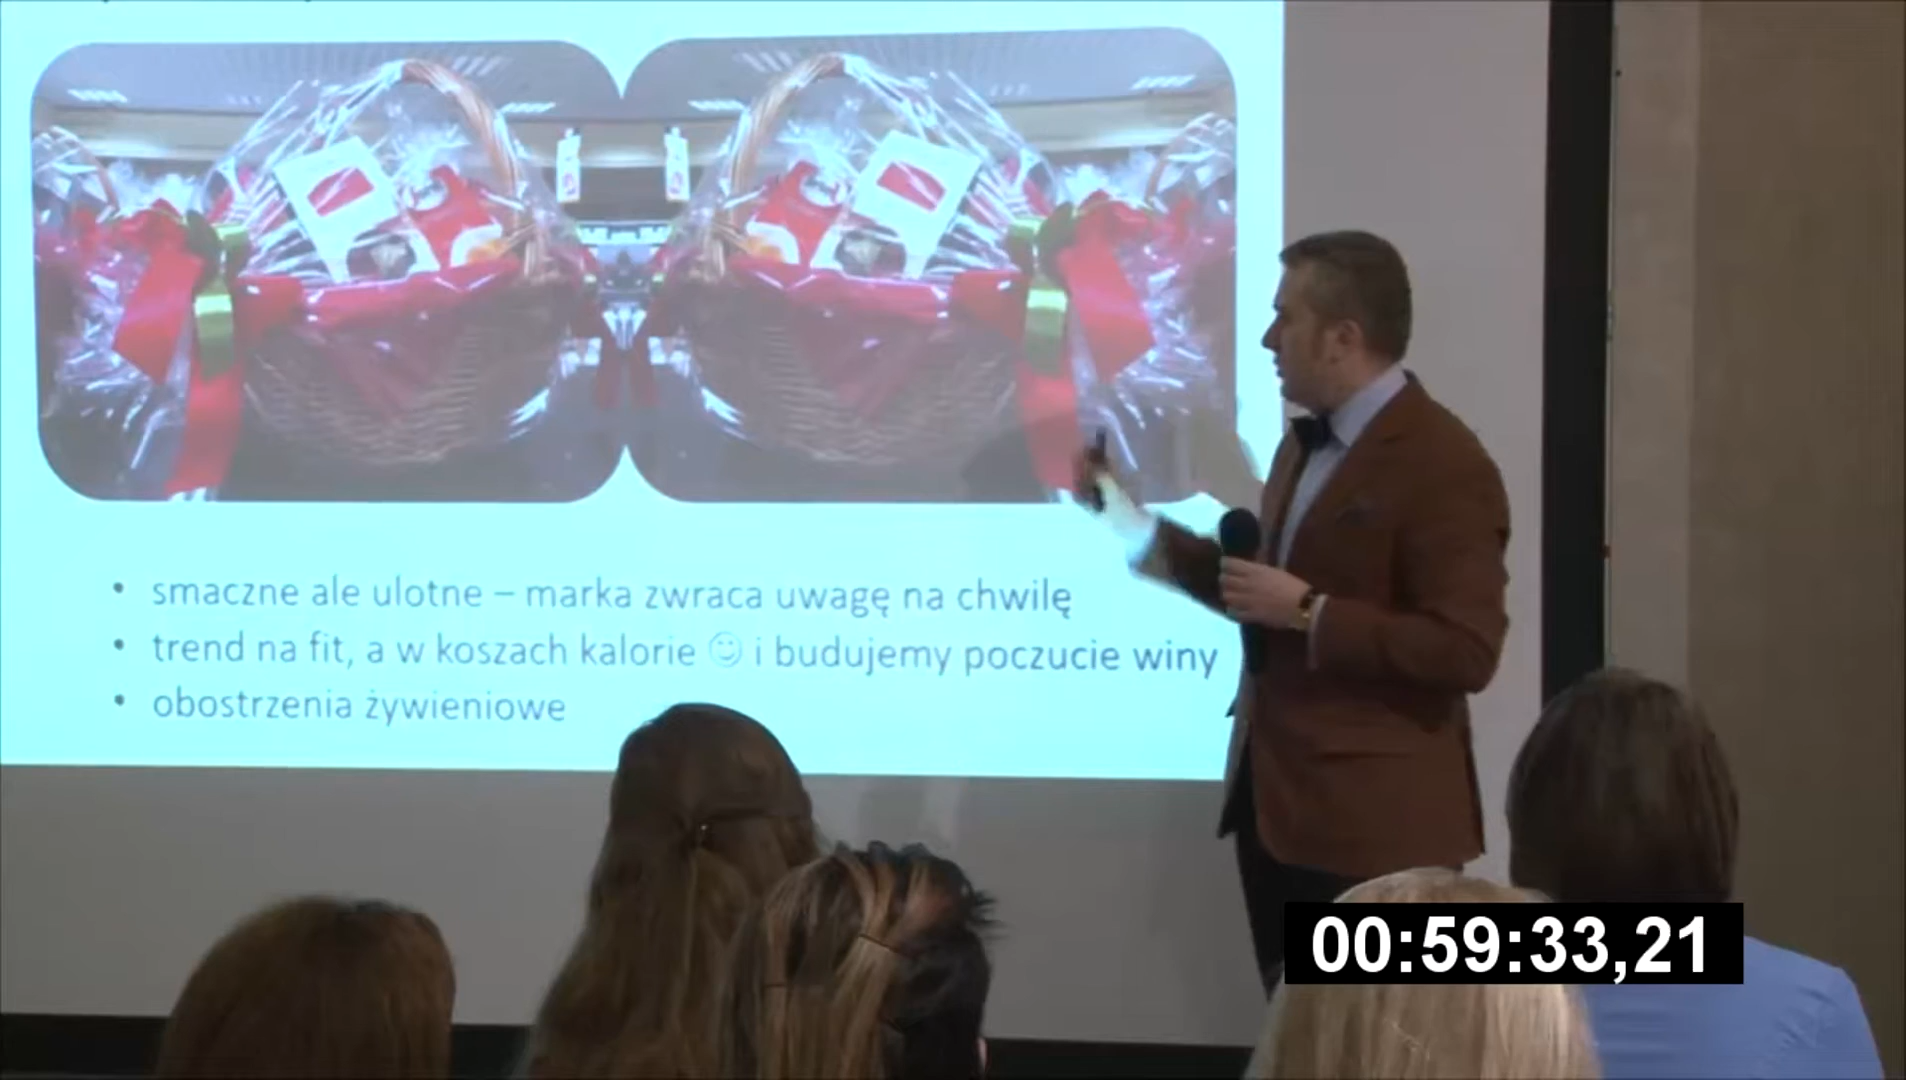 • smaczne ale ulotne – marka zwraca uwagę na chwilę
• trend na fit, a w koszach kalorie ☺ i budujemy poczucie winy
• obostrzenia żywieniowe
00:59:33,21